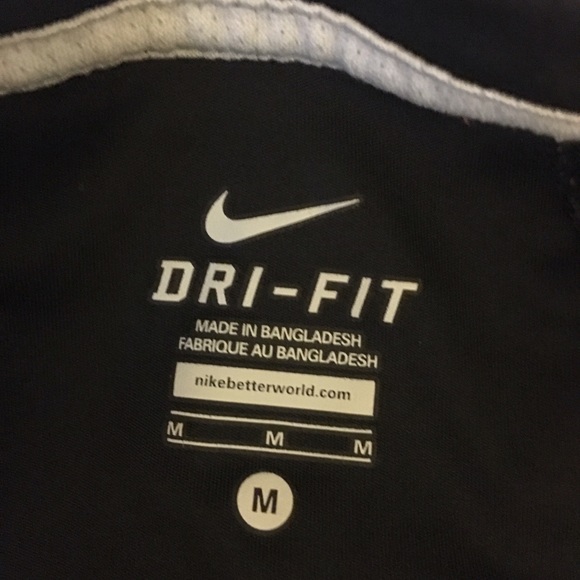 DRI-FIT
MADE IN BANGLADESH
FABRIQUE AU BANGLADESH
nikebetterworld.com
M M M
M